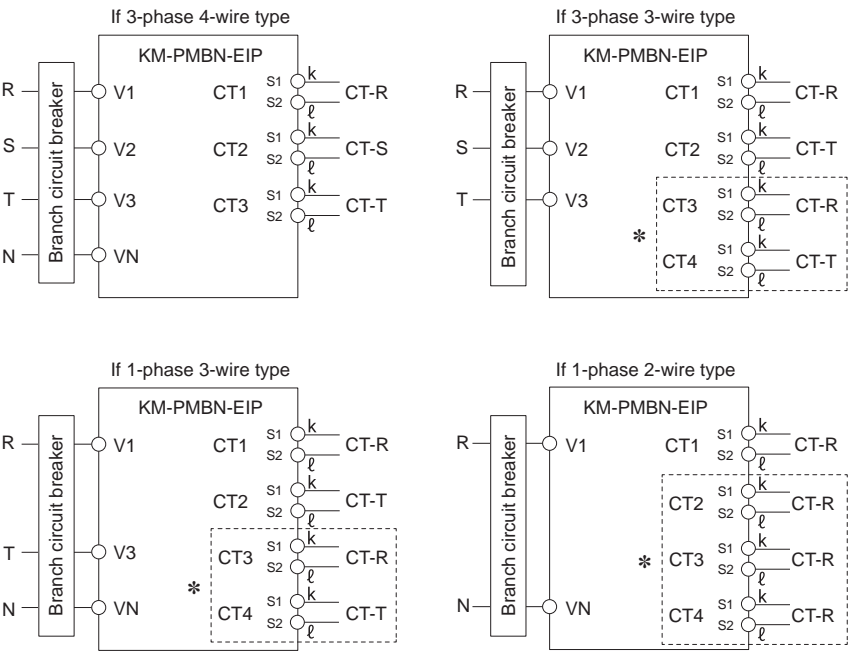 If 3-phase 4-wire type
KM-PMBN-EIP
Branch circuit breaker
R V1 CT1 S1 k CT-R
S2 ℓ
S V2 CT2 S1 k CT-S
S2 ℓ
T V3 CT3 S1 k CT-T
S2 ℓ
N VN
If 3-phase 3-wire type
KM-PMBN-EIP
Branch circuit breaker
R V1 CT1 S1 k CT-R
S2 ℓ
S V2 CT2 S1 k CT-T
S2 ℓ
T V3 CT3 S1 k CT-R
S2 ℓ
* CT4 S1 k CT-T
S2 ℓ
If 1-phase 3-wire type
KM-PMBN-EIP
Branch circuit breaker
R V1 CT1 S1 k CT-R
S2 ℓ
CT2 S1 k CT-T
S2 ℓ
T V3 CT3 S1 k CT-R
S2 ℓ
*
N VN CT4 S1 k CT-T
S2 ℓ
If 1-phase 2-wire type
KM-PMBN-EIP
Branch circuit breaker
R V1 CT1 S1 k CT-R
S2 ℓ
CT2 S1 k CT-R
S2 ℓ
* CT3 S1 k CT-R
S2 ℓ
N VN CT4 S1 k CT-R
S2 ℓ